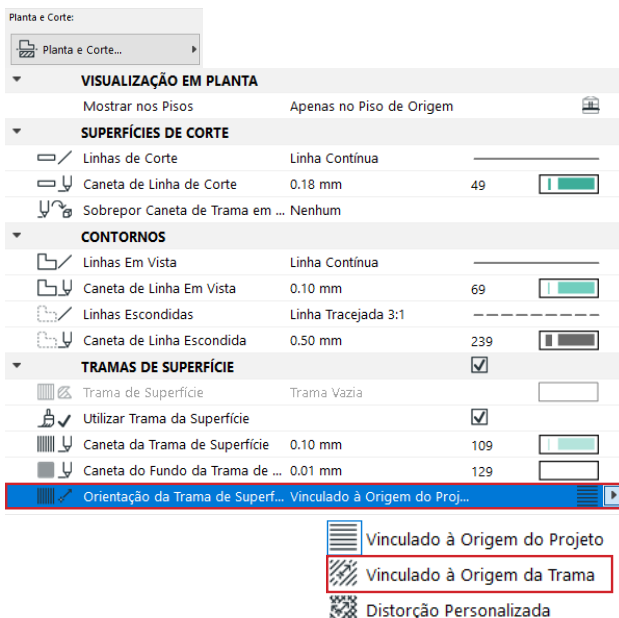 Planta e Corte:
Planta e Corte...
VISUALIZAÇÃO EM PLANTA
Mostrar nos Pisos Apenas no Piso de Origem
SUPERFÍCIES DE CORTE
Linhas de Corte Linha Contínua
Caneta de Linha de Corte 0.18 mm 49
Sobrepor Caneta de Trama em ... Nenhum
CONTORNOS
Linhas Em Vista Linha Contínua
Caneta de Linha Em Vista 0.10 mm 69
Linhas Escondidas Linha Tracejada 3:1
Caneta de Linha Escondida 0.50 mm 239
TRAMAS DE SUPERFÍCIE
Trama de Superfície Trama Vazia
Utilizar Trama da Superfície
Caneta da Trama de Superfície 0.10 mm 109
Caneta do Fundo da Trama de ... 0.01 mm 129
Orientação da Trama de Superf... Vinculado à Origem do Proj...
Vinculado à Origem do Projeto
Vinculado à Origem da Trama
Distorção Personalizada